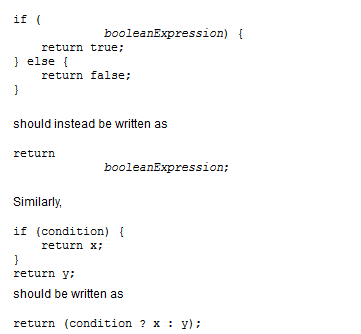 if (
booleanExpression) {
return true;
} else {
return false;
}
should instead be written as
return
booleanExpression;
Similarly,
if (condition) {
return x;
}
return y;
should be written as
return (condition ? x : y);